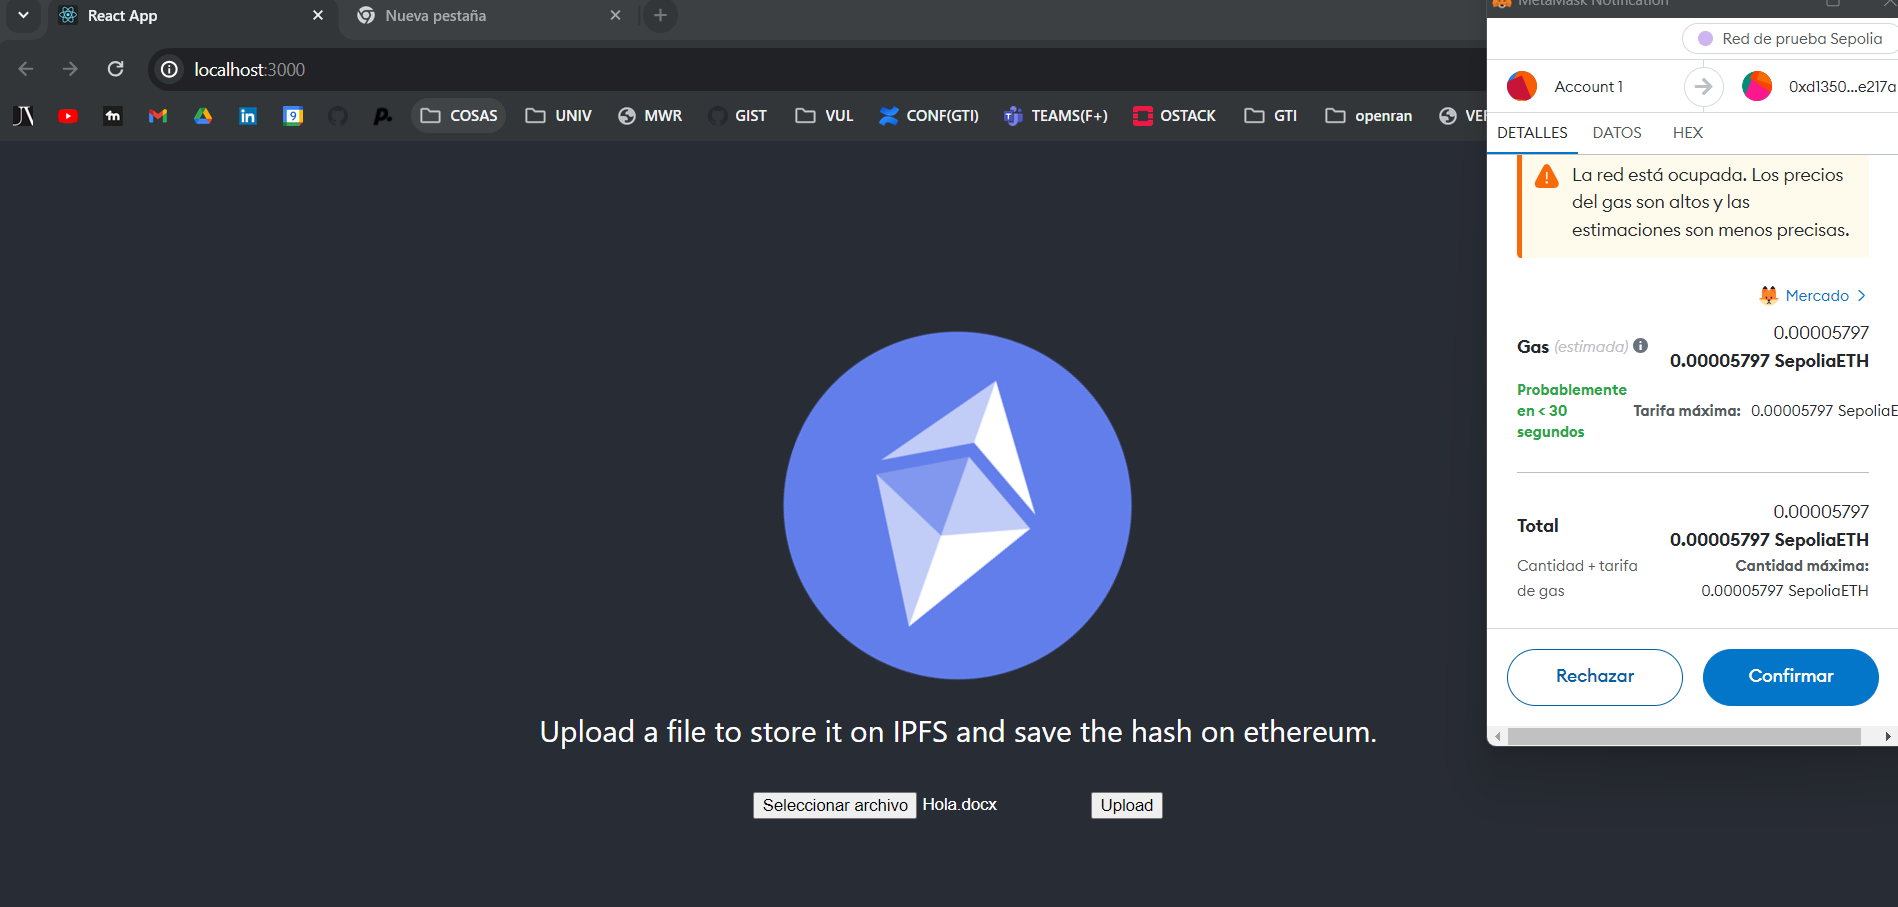 React App
Nueva pestaña
MetaMask Notification
localhost:3000
COSAS
UNIV
MWR
GIST
VUL
CONF(GTI)
TEAMS(F+)
OSTACK
GTI
openran
Red de prueba Sepolia
Account 1
0xd1350...e217a
DETALLES DATOS HEX
La red está ocupada. Los precios
del gas son altos y las
estimaciones son menos precisas.
Mercado
0.00005797
Gas (estimada)
0.00005797 SepoliaETH
Probablemente
en < 30
segundos
Tarifa máxima: 0.00005797 SepoliaE
0.00005797
Total
0.00005797 SepoliaETH
Cantidad + tarifa
de gas
Cantidad máxima:
0.00005797 SepoliaETH
Rechazar
Confirmar
Upload a file to store it on IPFS and save the hash on ethereum.
Seleccionar archivo Hola.docx
Upload